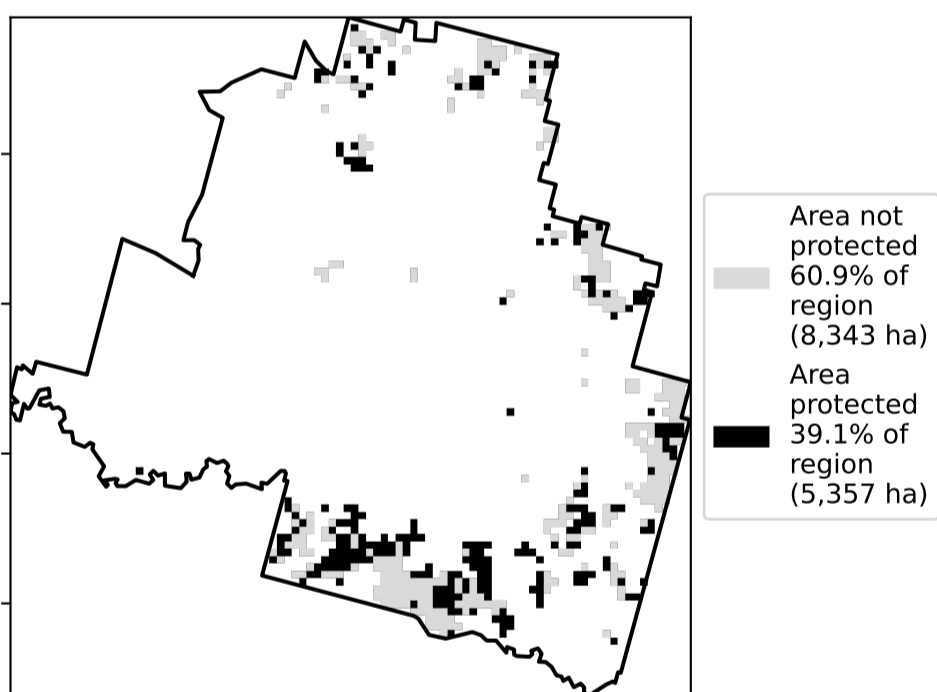 Area not
protected
60.9% of
region
(8,343 ha)
Area
protected
39.1% of
region
(5,357 ha)